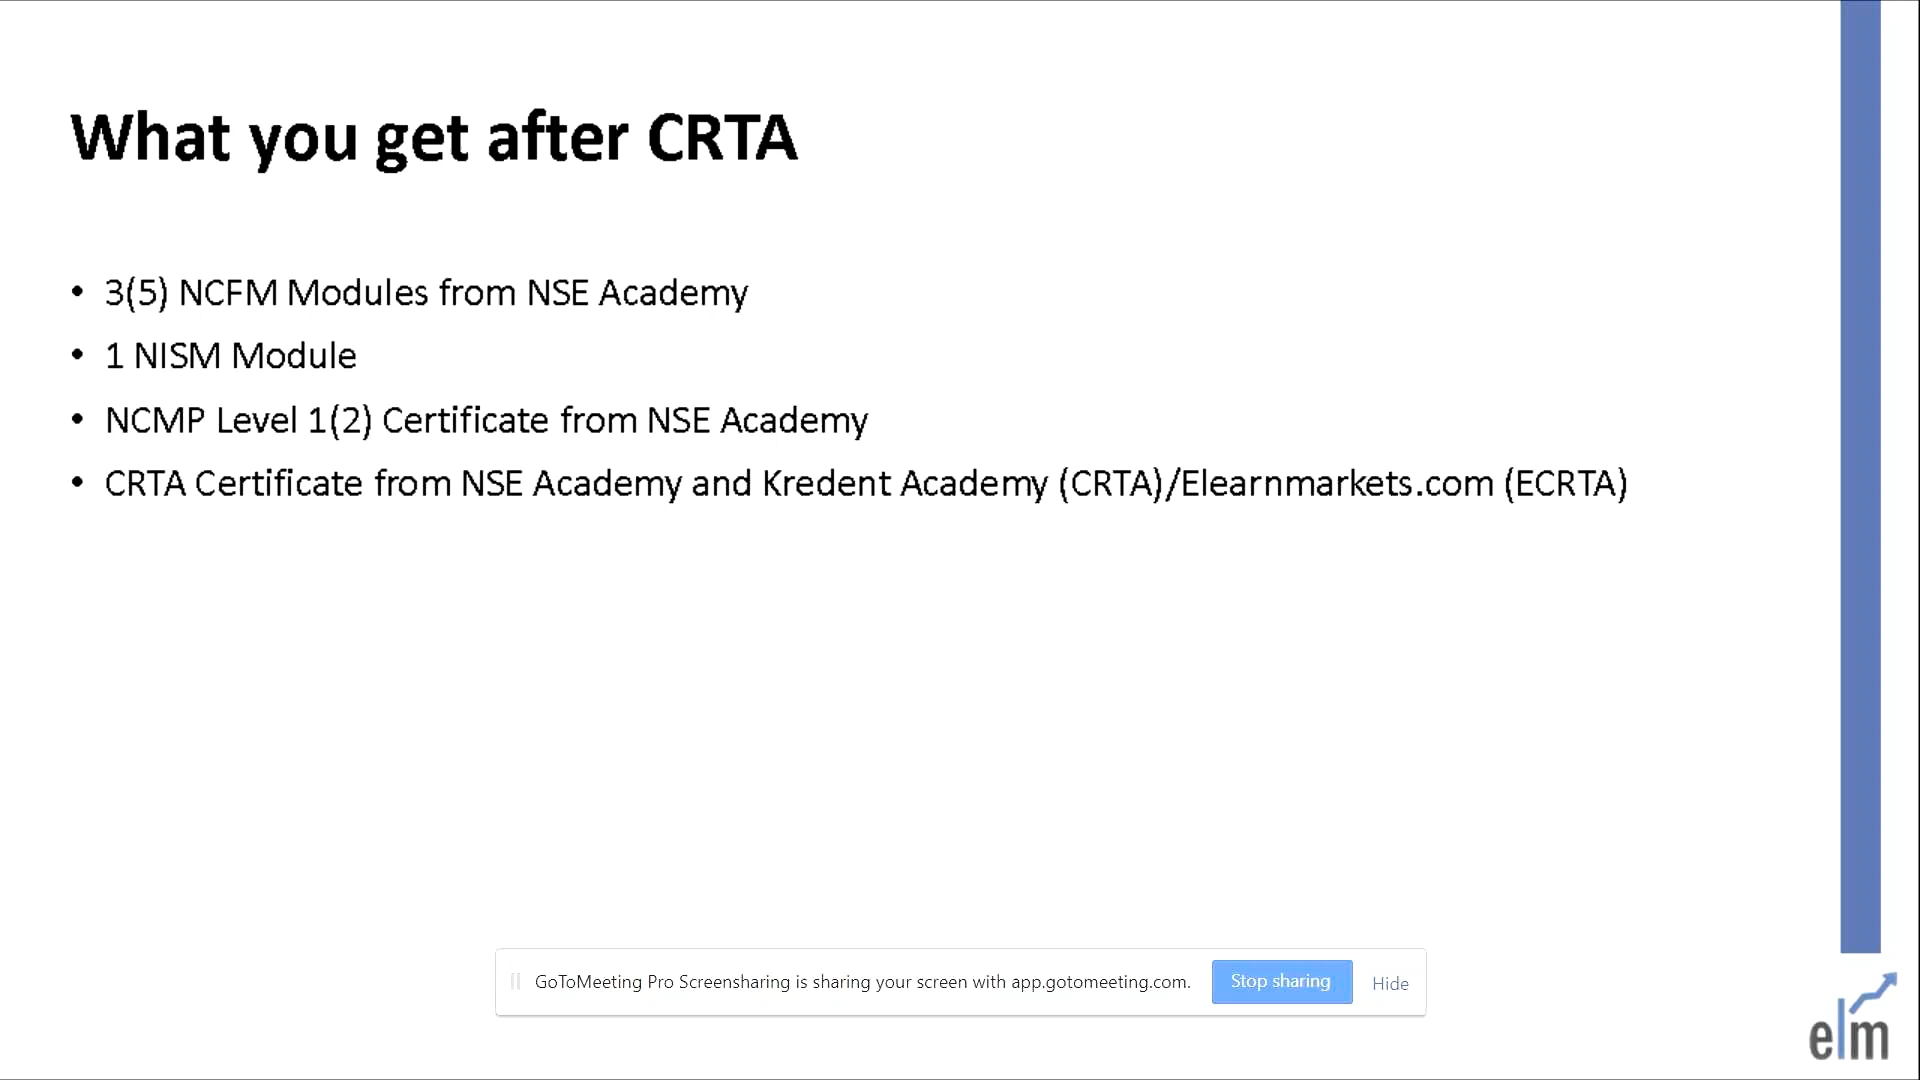 What you get after CRTA
• 3(5) NCFM Modules from NSE Academy
• 1 NISM Module
• NCMP Level 1(2) Certificate from NSE Academy
• CRTA Certificate from NSE Academy and Kredent Academy (CRTA)/Elearnmarkets.com (ECRTA)
GoToMeeting Pro Screensharing is sharing your screen with app.gotomeeting.com. Stop sharing Hide
elm